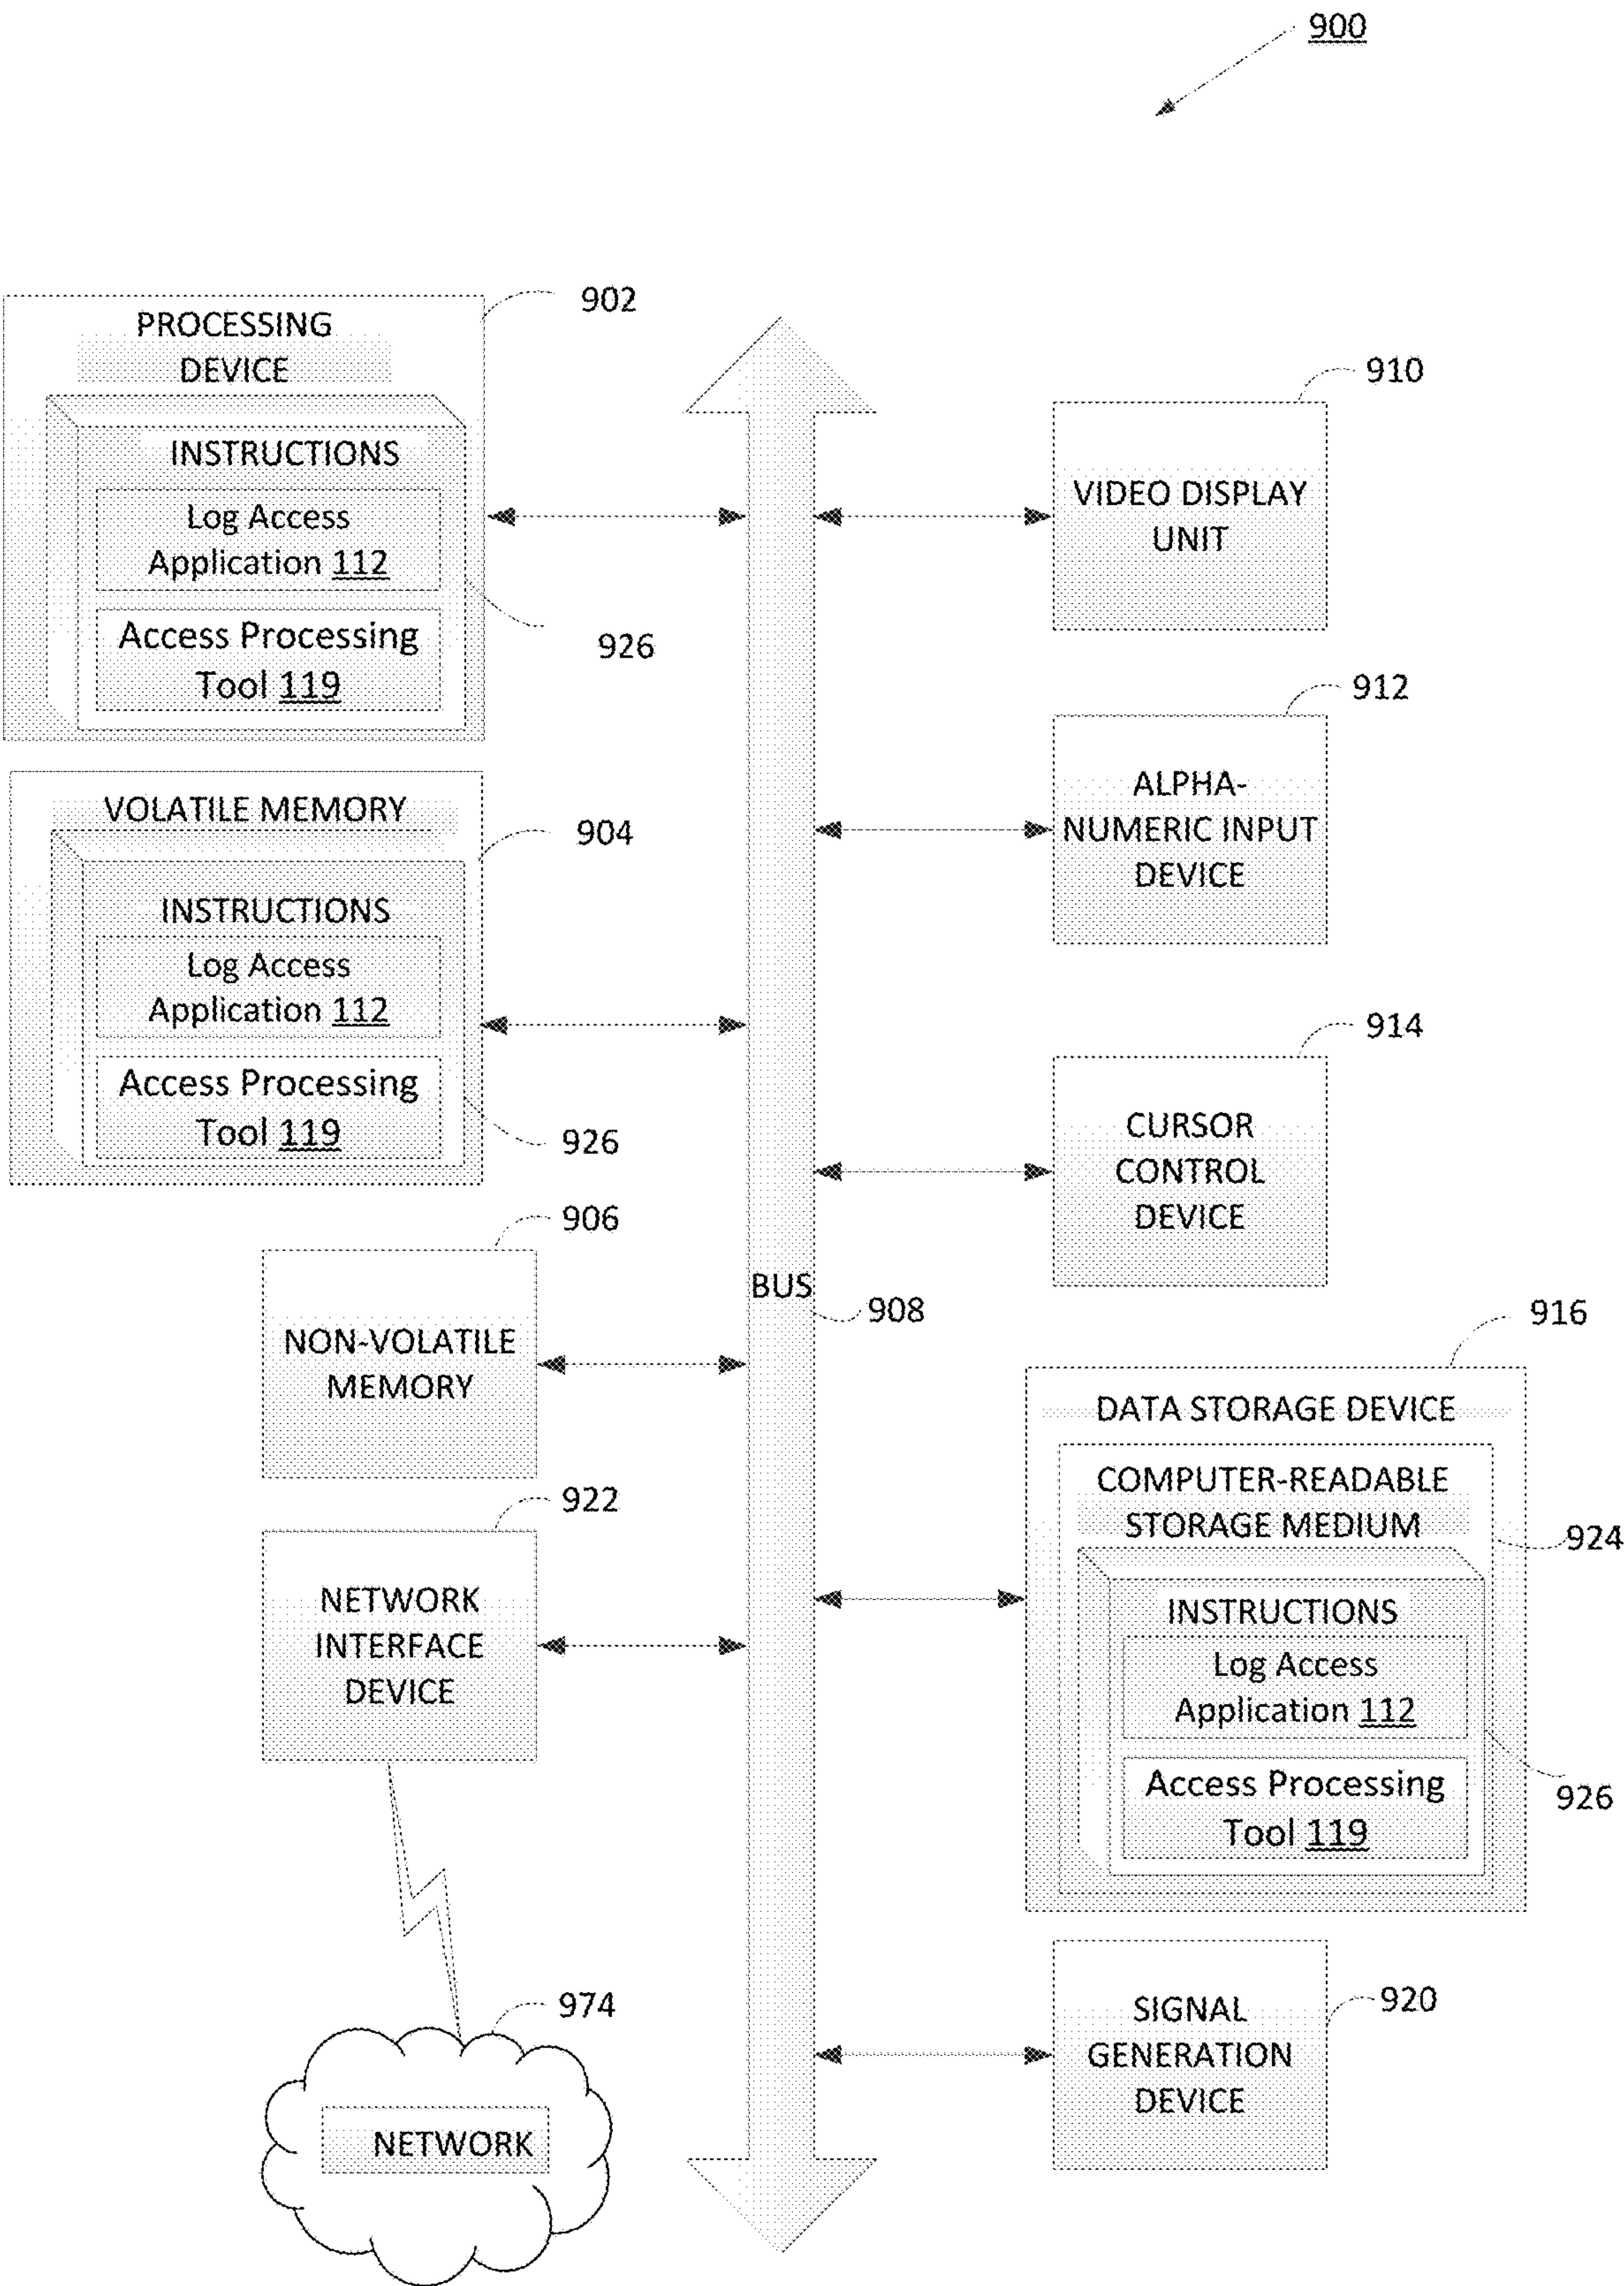 900
902
PROCESSING
DEVICE
INSTRUCTIONS
Log Access
Application 112
Access Processing
Tool 119
926
VOLATILE MEMORY
904
INSTRUCTIONS
Log Access
Application 112
Access Processing
Tool 119
926
906
NON-VOLATILE
MEMORY
922
NETWORK
INTERFACE
DEVICE
974
NETWORK
BUS
908
910
VIDEO DISPLAY
UNIT
912
ALPHA-
NUMERIC INPUT
DEVICE
914
CURSOR
CONTROL
DEVICE
916
DATA STORAGE DEVICE
COMPUTER-READABLE
STORAGE MEDIUM
924
INSTRUCTIONS
Log Access
Application 112
Access Processing
Tool 119
926
SIGNAL
GENERATION
DEVICE
920